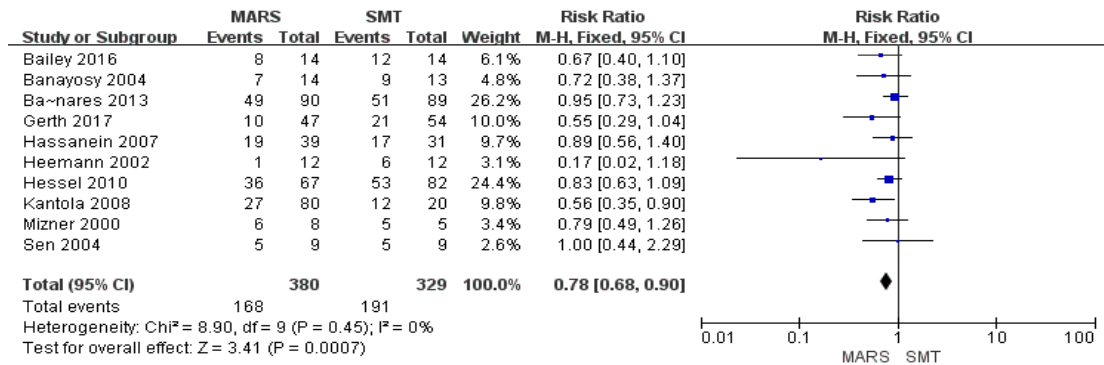 MARS SMT Risk Ratio Risk Ratio
Study or Subgroup Events Total Events Total Weight M-H, Fixed, 95% CI M-H, Fixed, 95% CI
Bailey 2016 8 14 12 14 6.1% 0.67 [0.40, 1.10]
Banayosy 2004 7 14 9 13 4.8% 0.72 [0.38, 1.37]
Ba~nares 2013 49 90 51 89 26.2% 0.95 [0.73, 1.23]
Gerth 2017 10 47 21 54 10.0% 0.55 [0.29, 1.04]
Hassanein 2007 19 39 17 31 9.7% 0.89 [0.56, 1.40]
Heemann 2002 1 12 6 12 3.1% 0.17 [0.02, 1.18]
Hessel 2010 36 67 53 82 24.4% 0.83 [0.63, 1.09]
Kantola 2008 27 80 12 20 9.8% 0.56 [0.35, 0.90]
Mizner 2000 6 8 5 5 3.4% 0.79 [0.49, 1.26]
Sen 2004 5 9 5 9 2.6% 1.00 [0.44, 2.29]
Total (95% CI) 380 329 100.0% 0.78 [0.68, 0.90]
Total events 168 191
Heterogeneity: Chi² = 8.90, df = 9 (P = 0.45); I² = 0%
Test for overall effect: Z = 3.41 (P = 0.0007)
0.01 0.1 1 10 100
MARS SMT